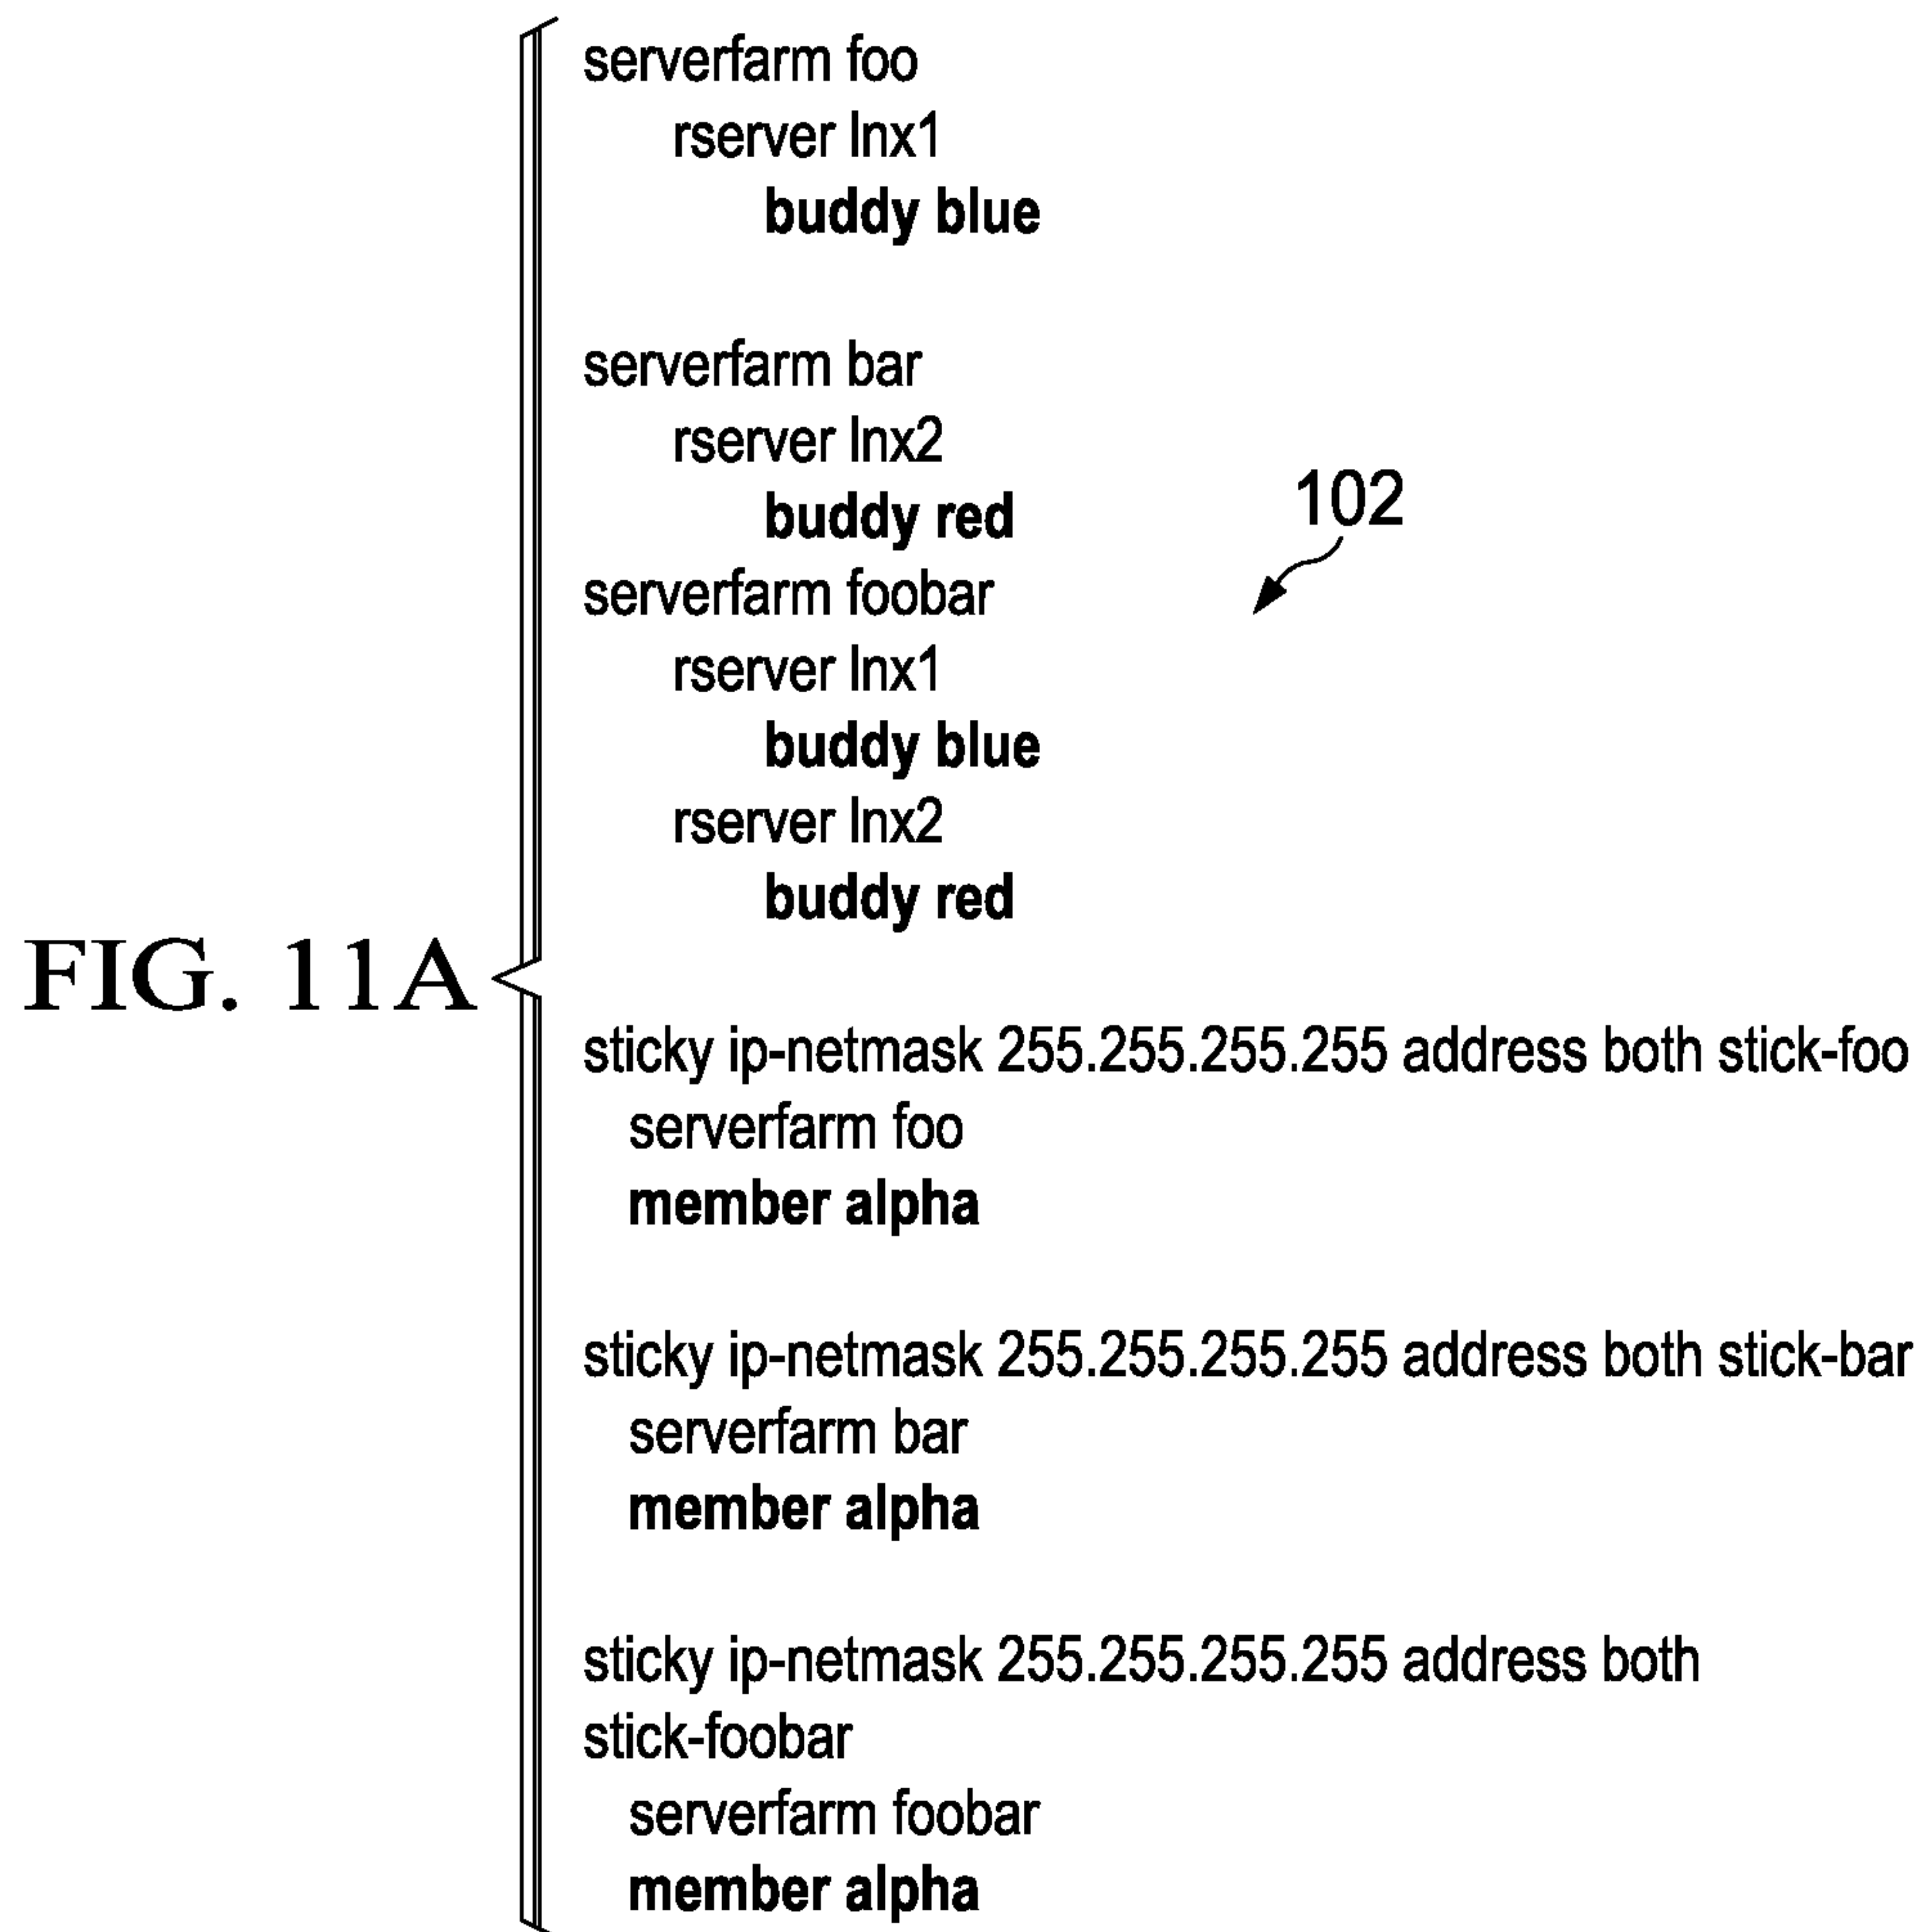 serverfarm foo
rserver lnx1
buddy blue
serverfarm bar
rserver lnx2
buddy red
102
serverfarm foobar
rserver lnx1
buddy blue
rserver lnx2
buddy red
FIG. 11A
sticky ip-netmask 255.255.255.255 address both stick-foo
serverfarm foo
member alpha
sticky ip-netmask 255.255.255.255 address both stick-bar
serverfarm bar
member alpha
sticky ip-netmask 255.255.255.255 address both
stick-foobar
serverfarm foobar
member alpha